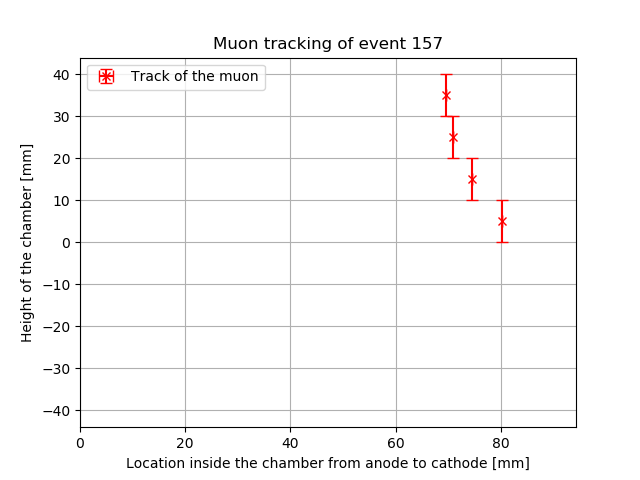 Muon tracking of event 157
Track of the muon
Height of the chamber [mm]
40
30
20
10
0
−10
−20
−30
−40
0 20 40 60 80
Location inside the chamber from anode to cathode [mm]